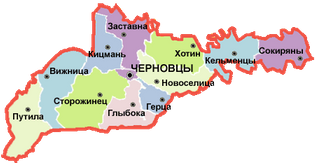 Заставна
Кицмань
Хотин
Сокиряны
Кельменцы
ЧЕРНОВЦЫ
Вижница
Новоселица
Сторожинец
Герца
Путила
Глыбока